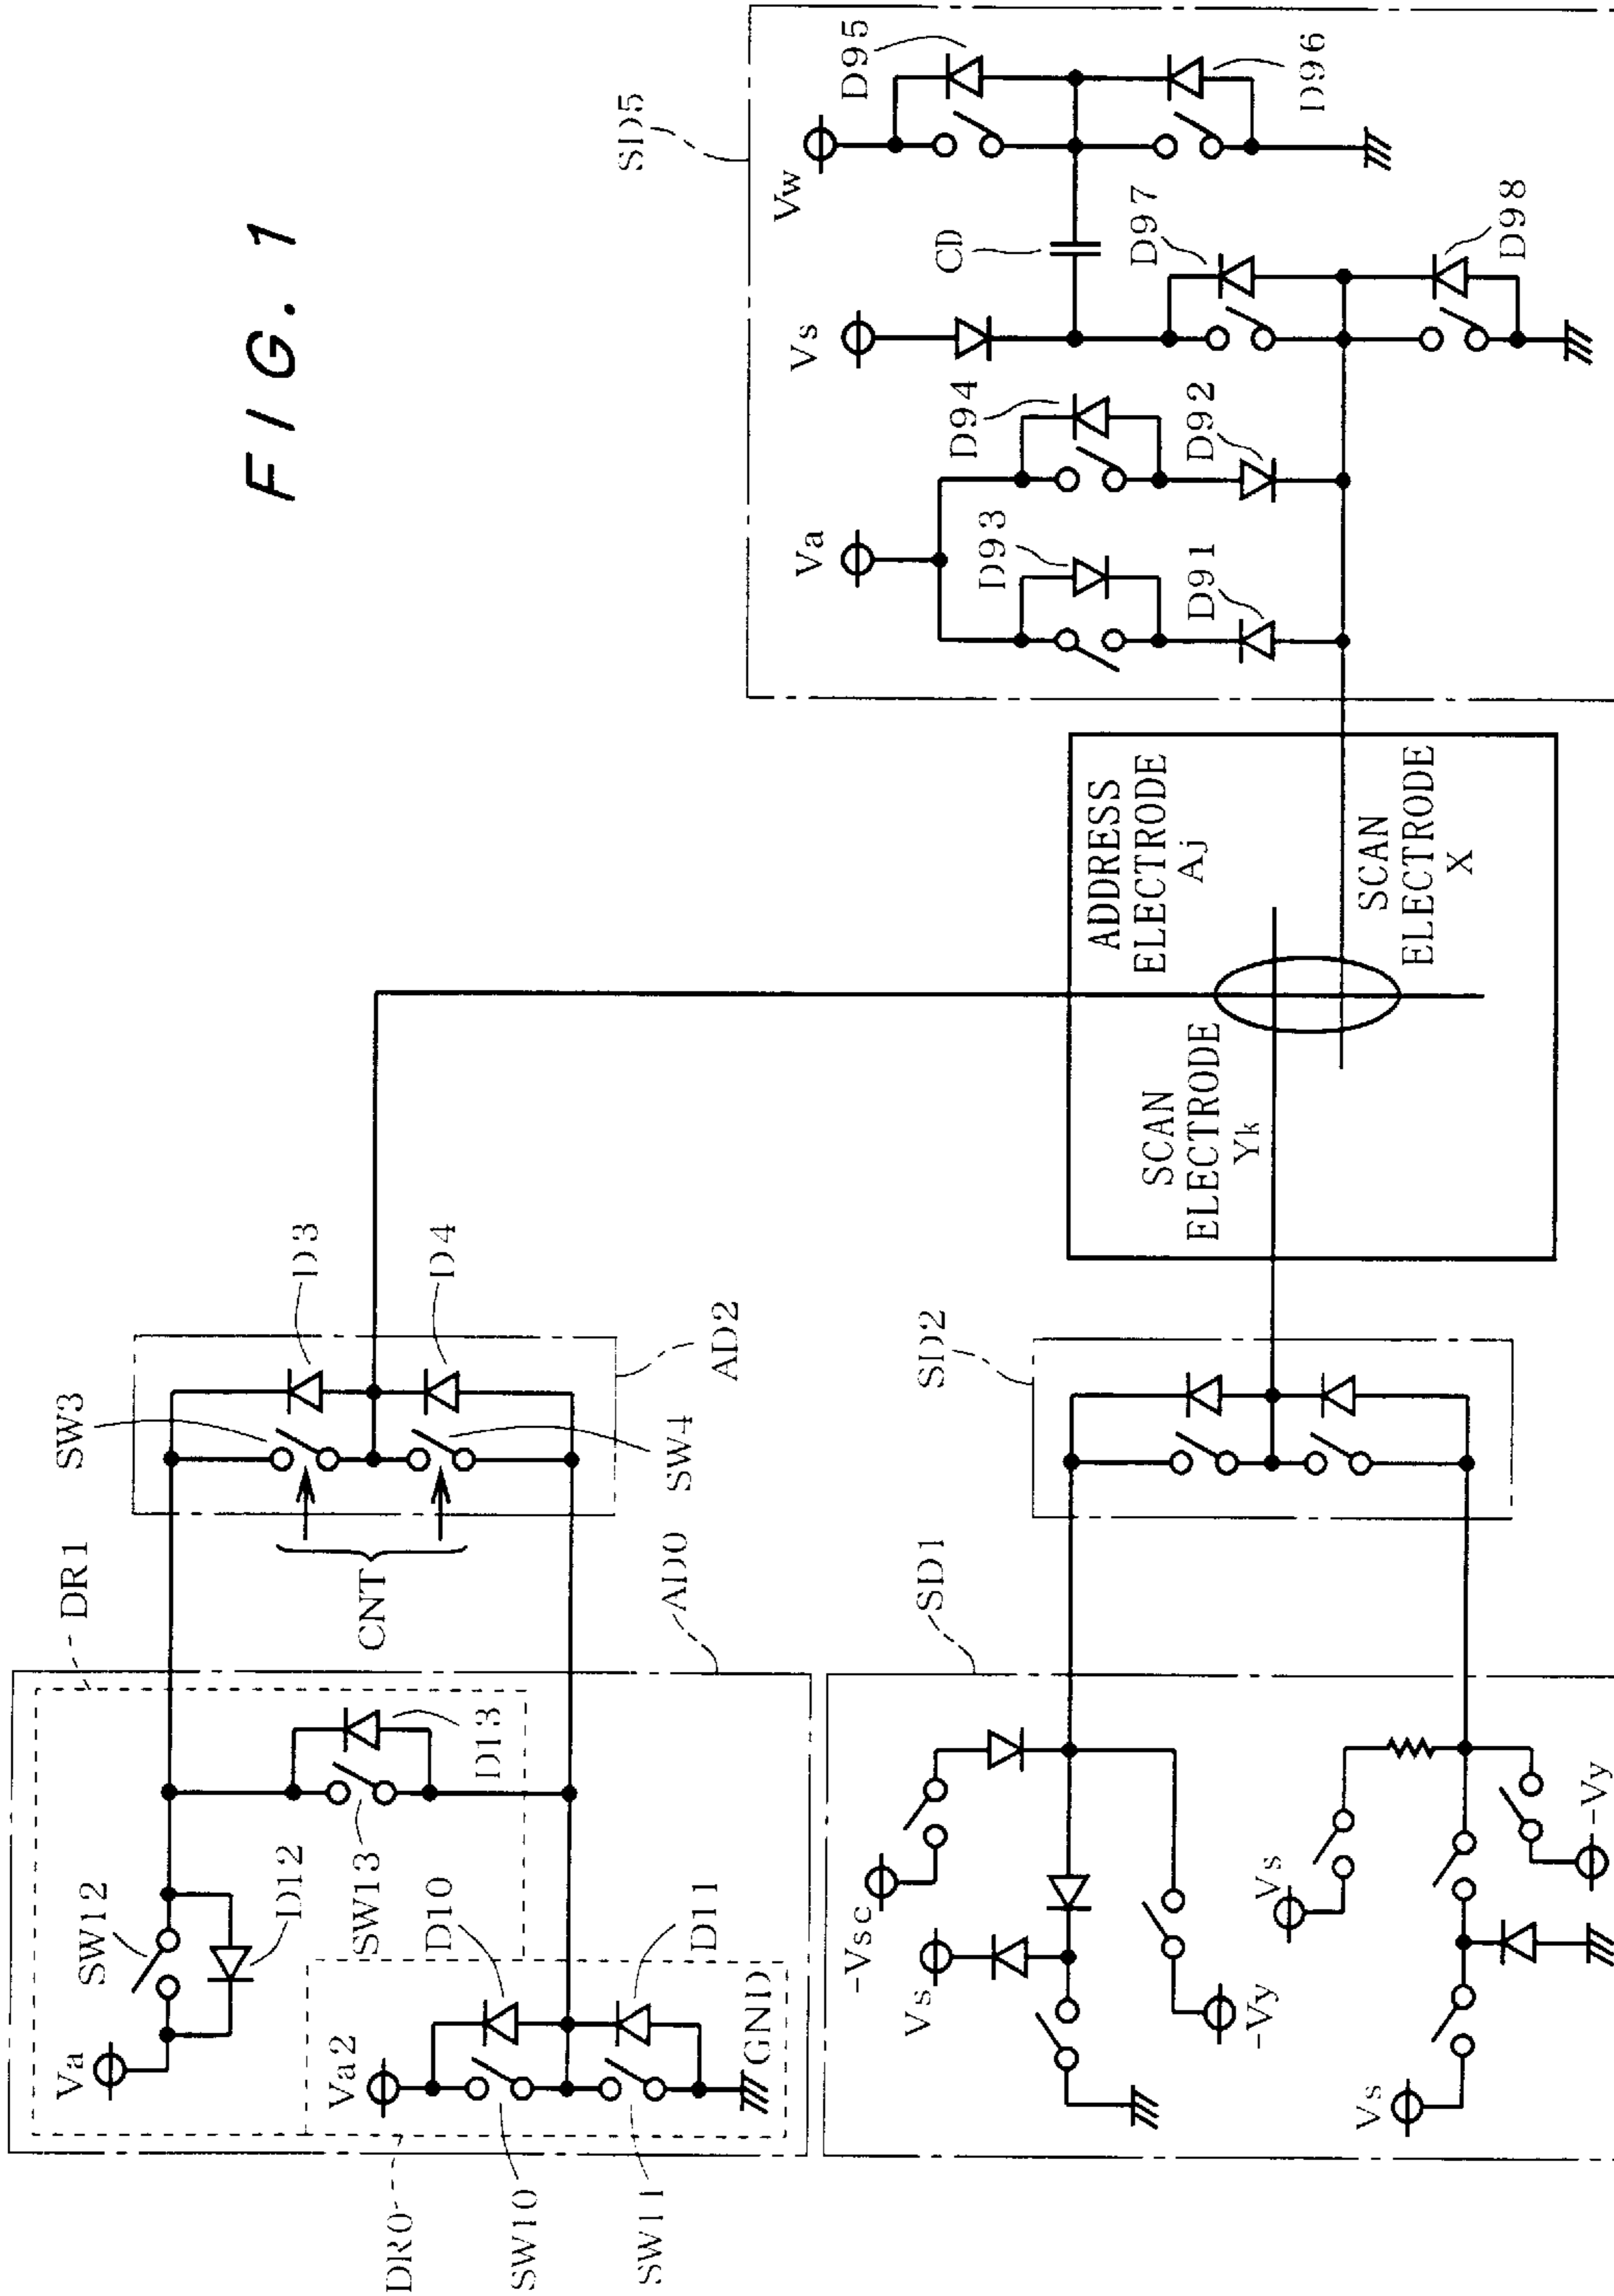 FIG. 1
DR1
Va
SW12
D12
SW13
D13
CNT
SW3
D3
D4
SW4
AD2
AD0
DR0
Va2
D10
D11
GND
SW10
SW11
SD1
-Vsc
Vs
-Vy
Vs
Vs
-Vy
SD2
ADDRESS
ELECTRODE
Aj
SCAN
ELECTRODE
Yk
SCAN
ELECTRODE
X
SD5
Va
D93
D91
D94
D92
Vs
CD
D97
D98
Vw
D95
D96